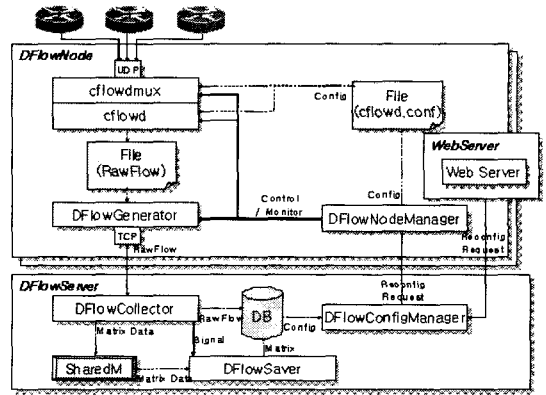 DFlowNode
UDP
cflowdmux
cflowd
Config
File
(cflowd.conf)
File
(RawFlow)
WebServer
Web Server
Control
/ Monitor
Config
DFlowGenerator
DFlowNodeManager
TCP
RawFlow
Reconfig
Request
DFlowServer
Reconfig
Request
DFlowCollector
RawFlow
DB
Config
DFlowConfigManager
Matrix Data
Signal
Matrix
SharedM
Matrix Data
DFlowSaver